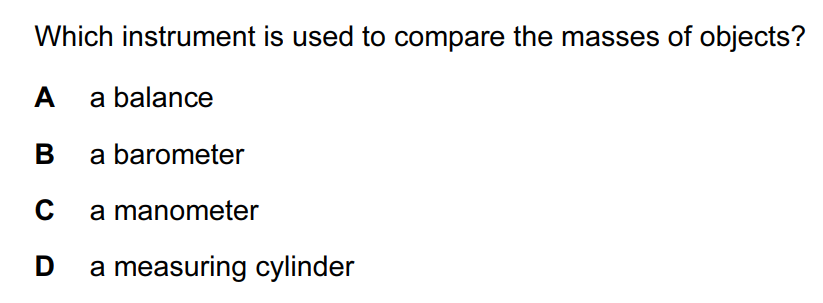 Which instrument is used to compare the masses of objects?
A a balance
B a barometer
C a manometer
D a measuring cylinder